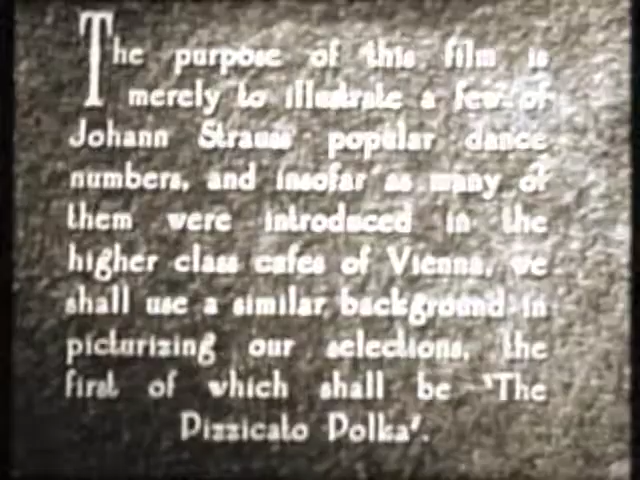 The purpose of this film is
merely to illustrate a few of
Johann Strauss' popular dance
numbers, and insofar as many of
them were introduced in the
higher class cafes of Vienna, we
shall use a similar background in
picturizing our selections, the
first of which shall be 'The
Pizzicato Polka'.